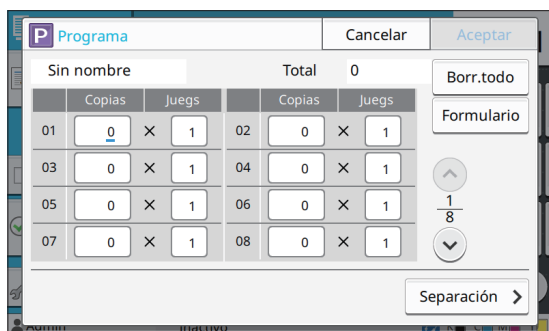 P Programa Cancelar Aceptar
Sin nombre Total 0 Borr.todo
Copias Juegs Copias Juegs Formulario
01 0 × 1 02 0 × 1
03 0 × 1 04 0 × 1
05 0 × 1 06 0 × 1
1
8
07 0 × 1 08 0 × 1
Separación
Admin Inactivo